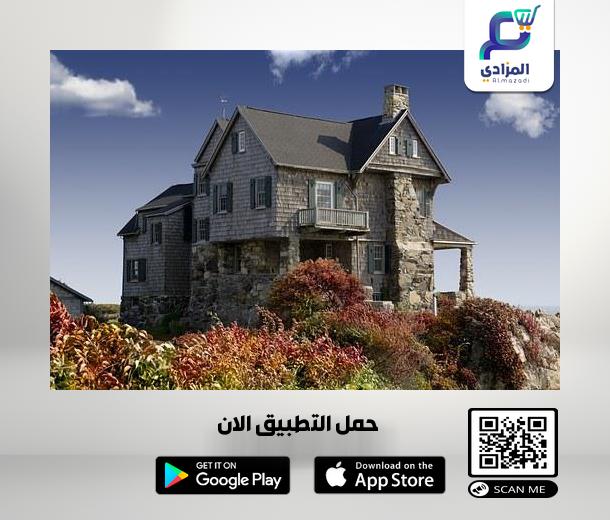 المزادي
Almazadi
حمل التطبيق الان
GET IT ON
Google Play
Download on the
App Store
SCAN ME